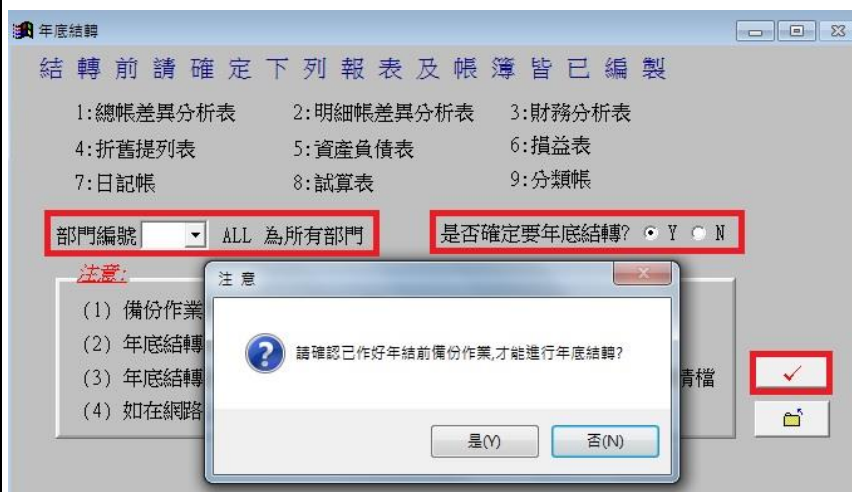 年底結轉
結轉前請確定下列報表及帳簿皆已編製
1:總帳差異分析表 2:明細帳差異分析表 3:財務分析表
4:折舊提列表 5:資產負債表 6:損益表
7:日記帳 8:試算表 9:分類帳
部門編號 ALL 為所有部門 是否確定要年底結轉? Y N
注意:
(1) 備份作業
(2) 年底結轉
(3) 年底結轉 清檔
(4) 如在網路
注 意
請確認已作好年結前備份作業,才能進行年底結轉?
是(Y) 否(N)